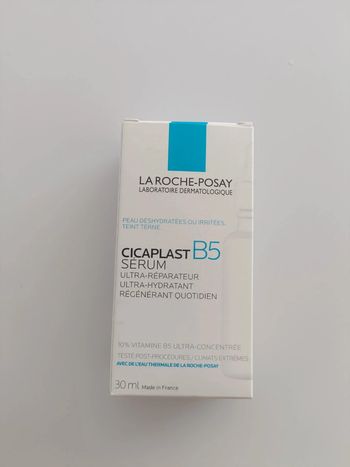 LA ROCHE-POSAY
LABORATOIRE DERMATOLOGIQUE
PEAU DÉSHYDRATÉES OU IRRITÉES,
TEINT TERNE.
CICAPLAST B5
SÉRUM
ULTRA-RÉPARATEUR
ULTRA-HYDRATANT
RÉGÉNÉRANT QUOTIDIEN
10% VITAMINE B5 ULTRA-CONCENTRÉE
TESTÉ POST-PROCÉDURES / CLIMATS EXTRÊMES
AVEC DE L'EAU THERMALE DE LA ROCHE-POSAY
30 ml Made in France